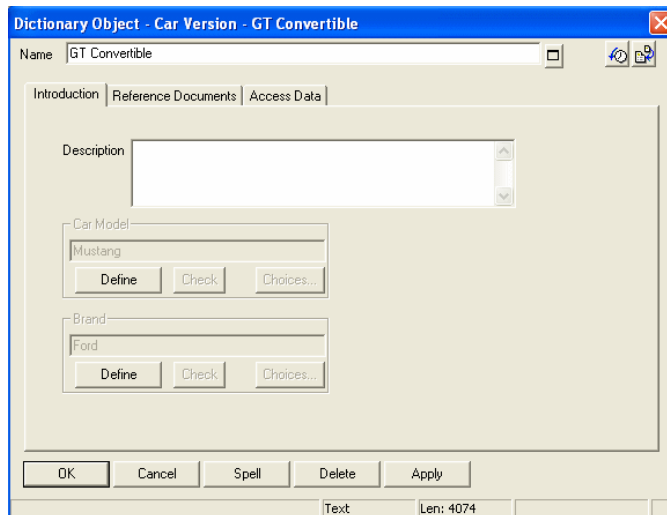 Dictionary Object - Car Version - GT Convertible
Name GT Convertible
Introduction Reference Documents Access Data
Description
Car Model
Mustang
Define Check Choices...
Brand
Ford
Define Check Choices...
OK Cancel Spell Delete Apply
Text Len: 4074